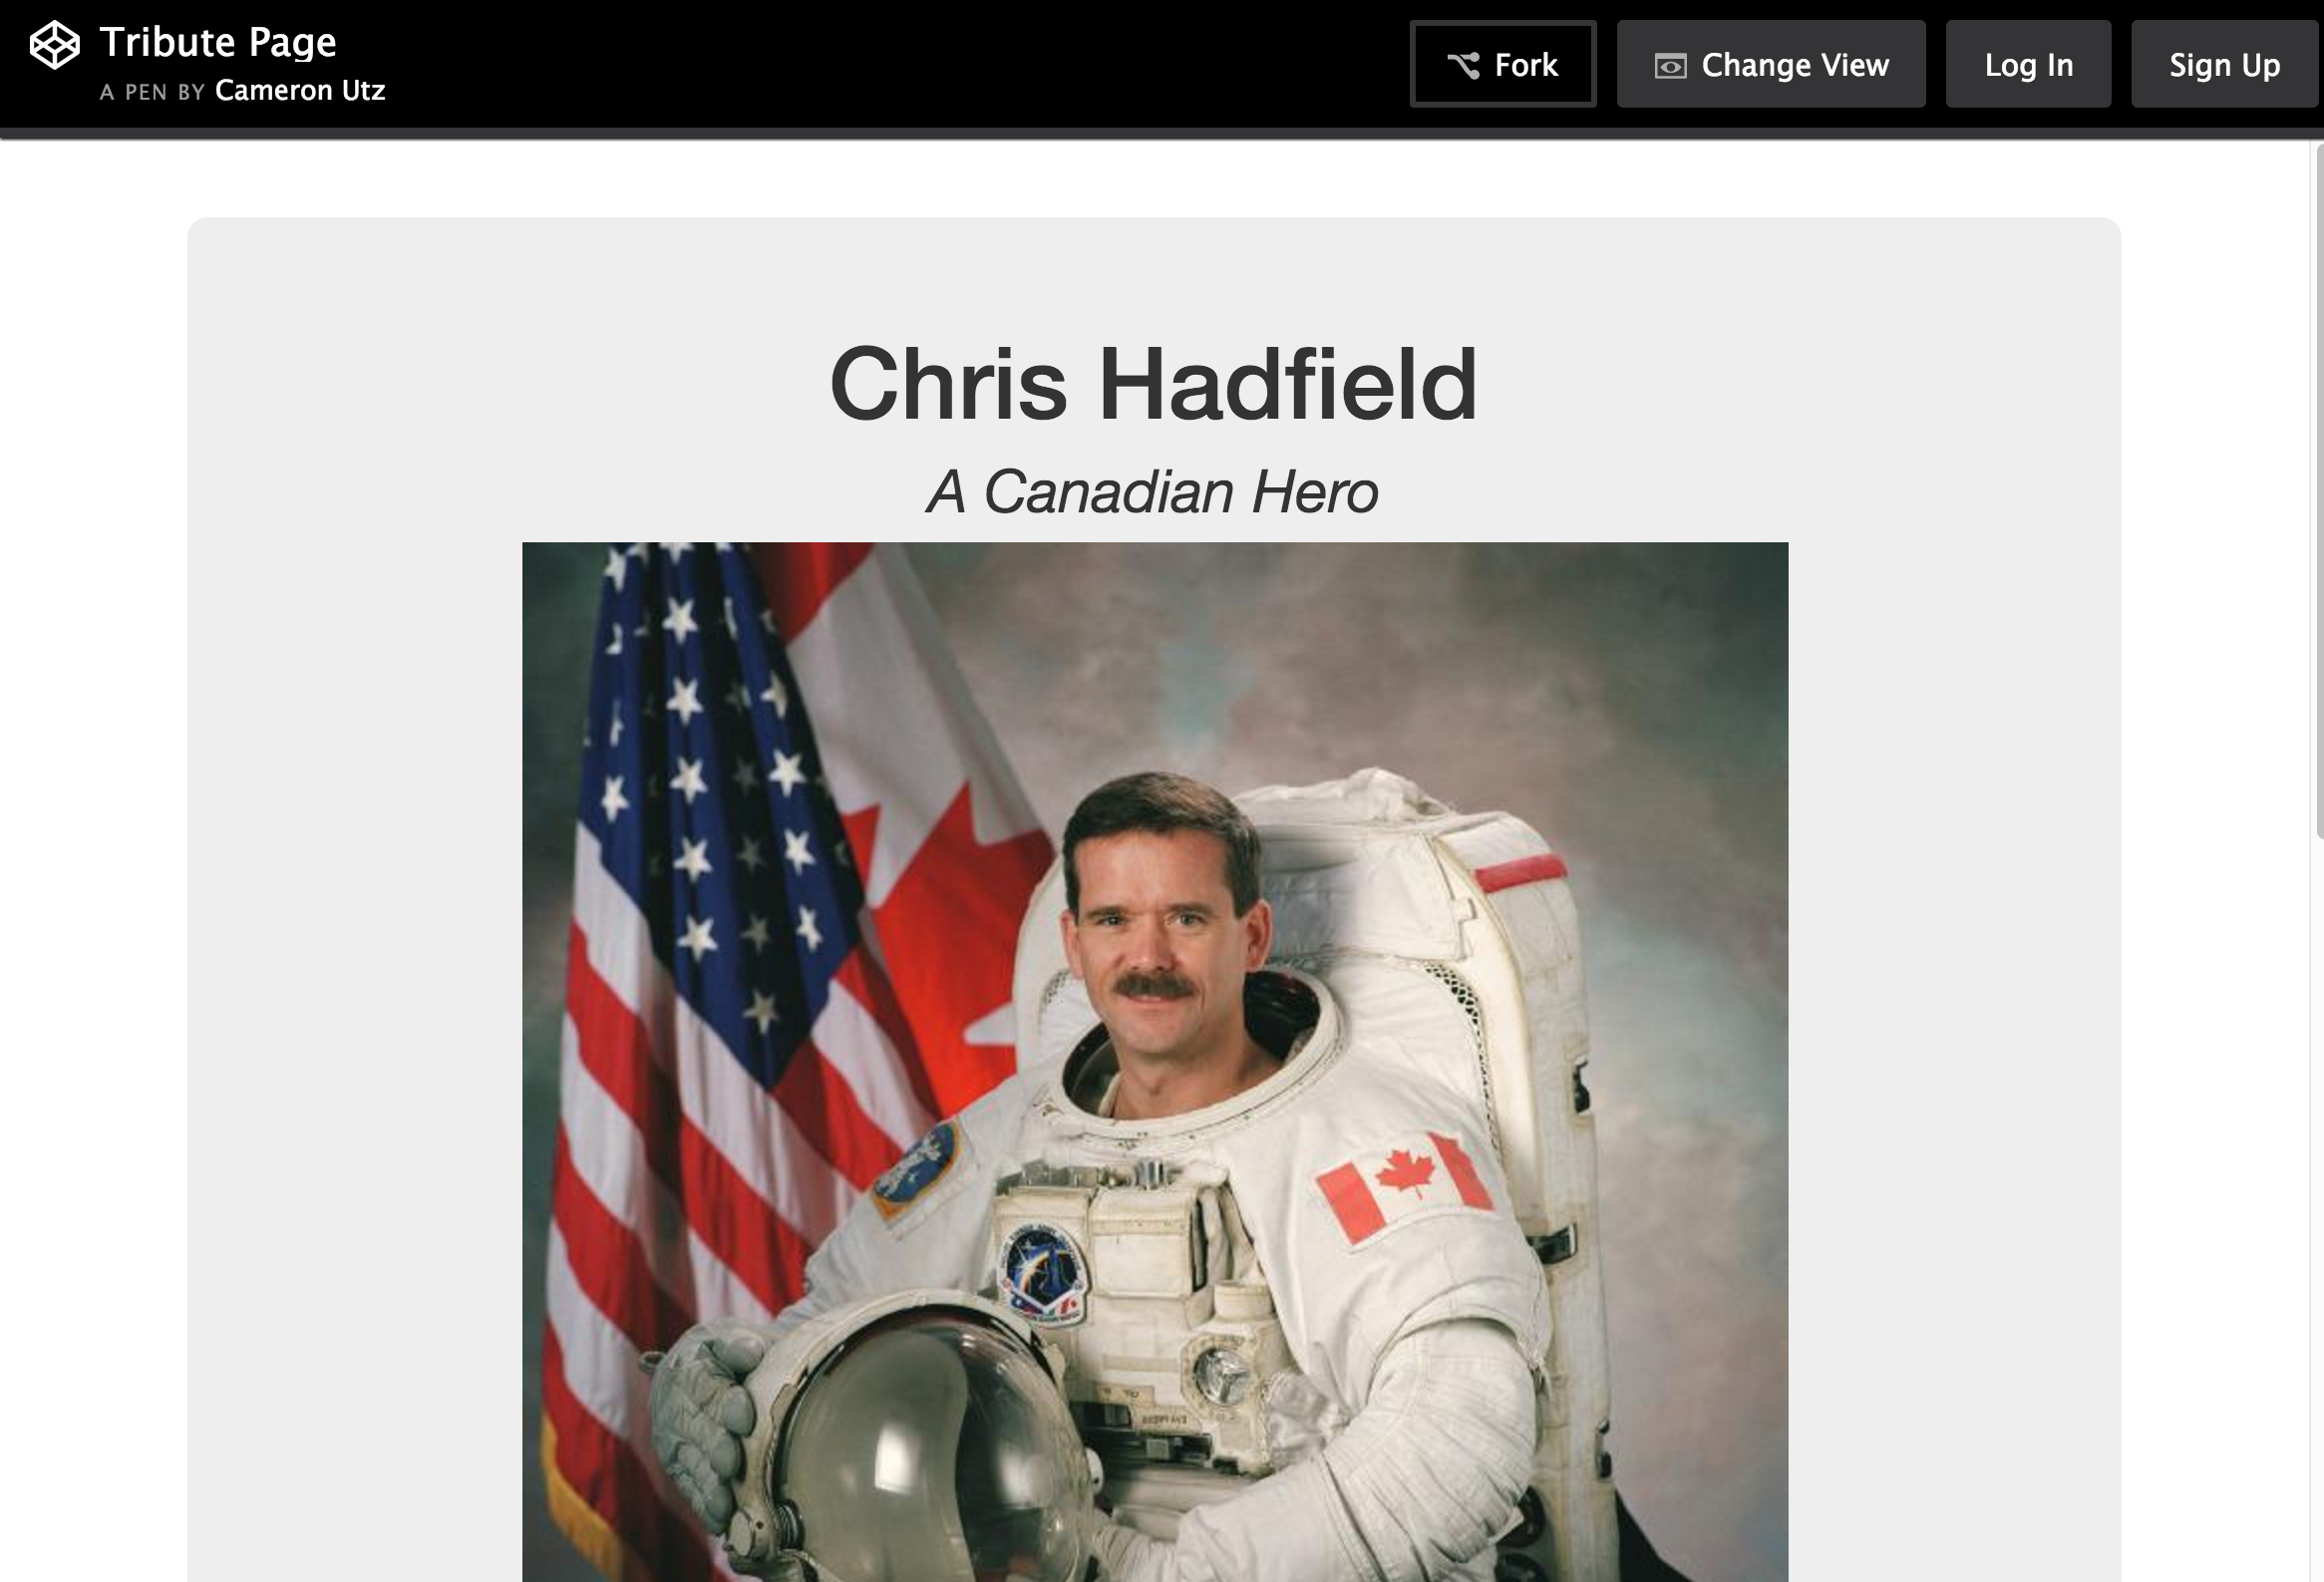 Tribute Page
A PEN BY Cameron Utz
Fork
Change View
Log In
Sign Up
Chris Hadfield
A Canadian Hero